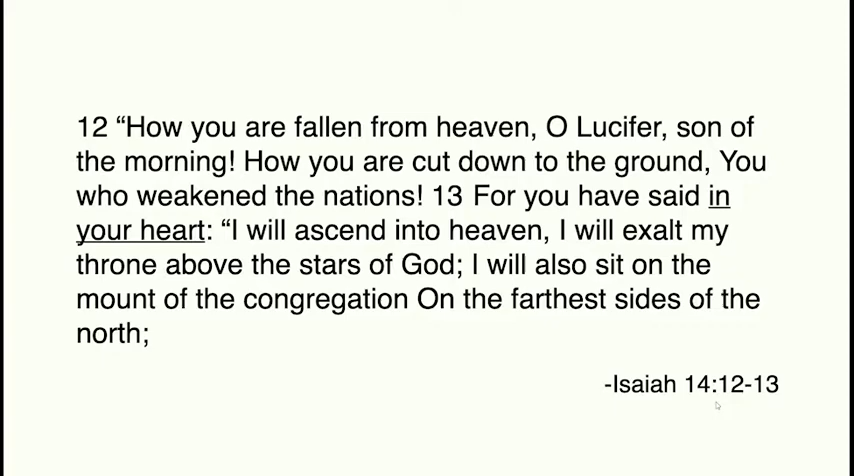 12 “How you are fallen from heaven, O Lucifer, son of
the morning! How you are cut down to the ground, You
who weakened the nations! 13 For you have said in
your heart: “I will ascend into heaven, I will exalt my
throne above the stars of God; I will also sit on the
mount of the congregation On the farthest sides of the
north;
-Isaiah 14:12-13